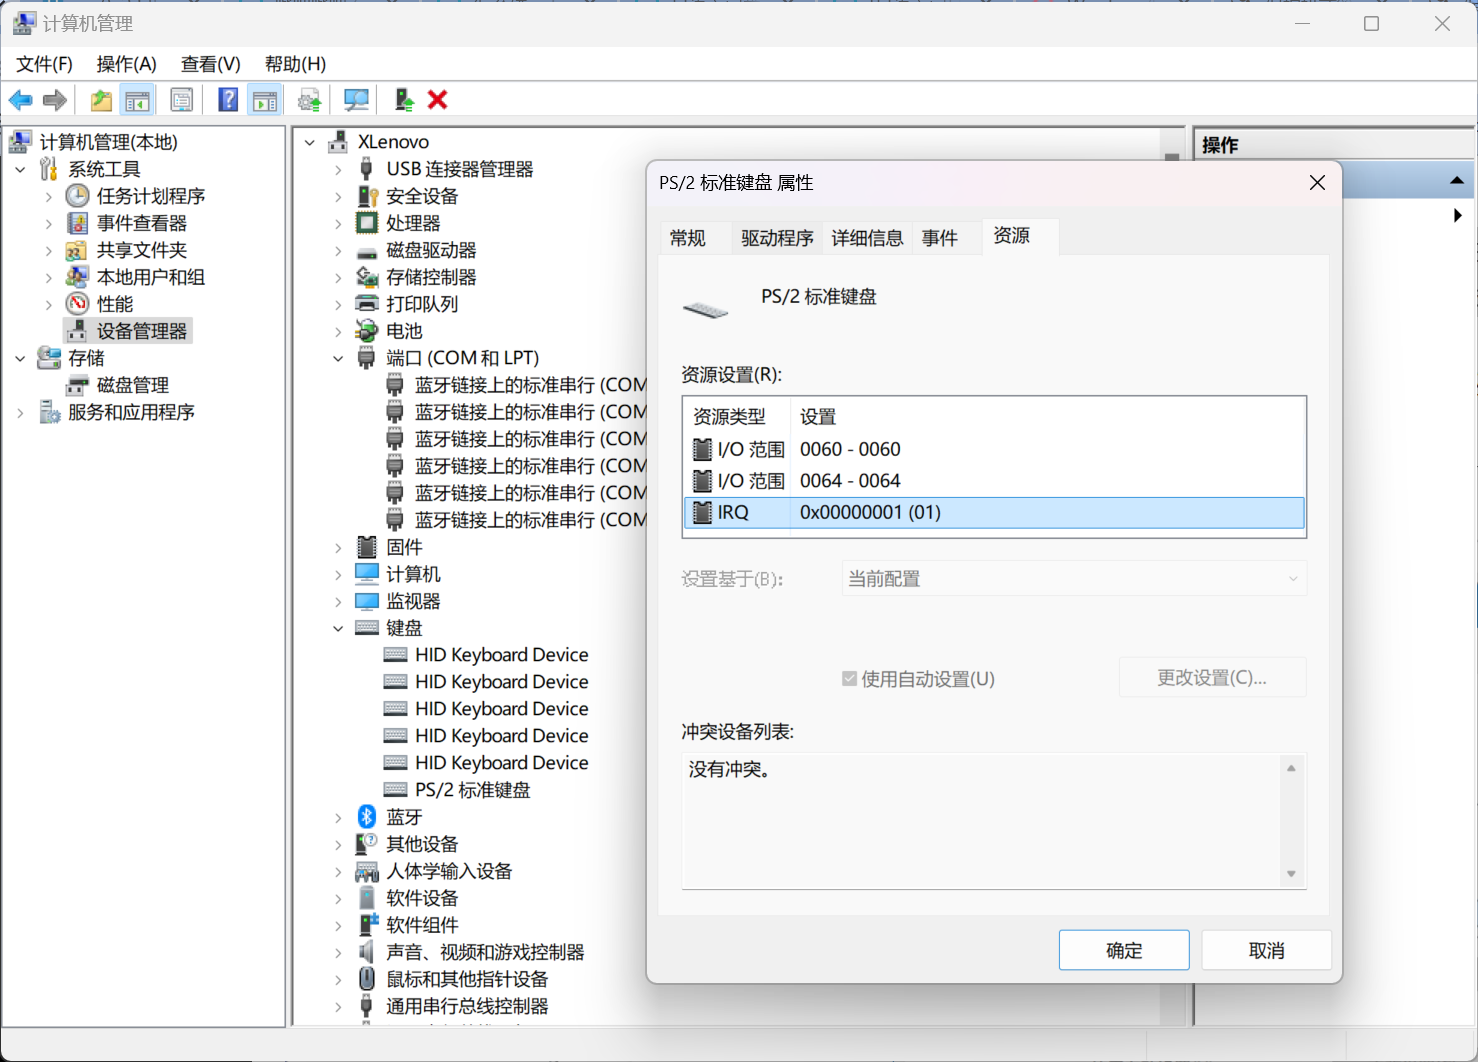 计算机管理
文件(F) 操作(A) 查看(V) 帮助(H)
计算机管理(本地)
系统工具
任务计划程序
事件查看器
共享文件夹
本地用户和组
性能
设备管理器
存储
磁盘管理
服务和应用程序
XLenovo
USB 连接器管理器
安全设备
处理器
磁盘驱动器
存储控制器
打印队列
电池
端口 (COM 和 LPT)
蓝牙链接上的标准串行 (COM
蓝牙链接上的标准串行 (COM
蓝牙链接上的标准串行 (COM
蓝牙链接上的标准串行 (COM
蓝牙链接上的标准串行 (COM
蓝牙链接上的标准串行 (COM
固件
计算机
监视器
键盘
HID Keyboard Device
HID Keyboard Device
HID Keyboard Device
HID Keyboard Device
HID Keyboard Device
PS/2 标准键盘
蓝牙
其他设备
人体学输入设备
软件设备
软件组件
声音、视频和游戏控制器
鼠标和其他指针设备
通用串行总线控制器
操作
PS/2 标准键盘 属性
常规 驱动程序 详细信息 事件 资源
PS/2 标准键盘
资源设置(R):
资源类型 设置
I/O 范围 0060 - 0060
I/O 范围 0064 - 0064
IRQ 0x00000001 (01)
设置基于(B): 当前配置
使用自动设置(U) 更改设置(C)...
冲突设备列表:
没有冲突。
确定 取消